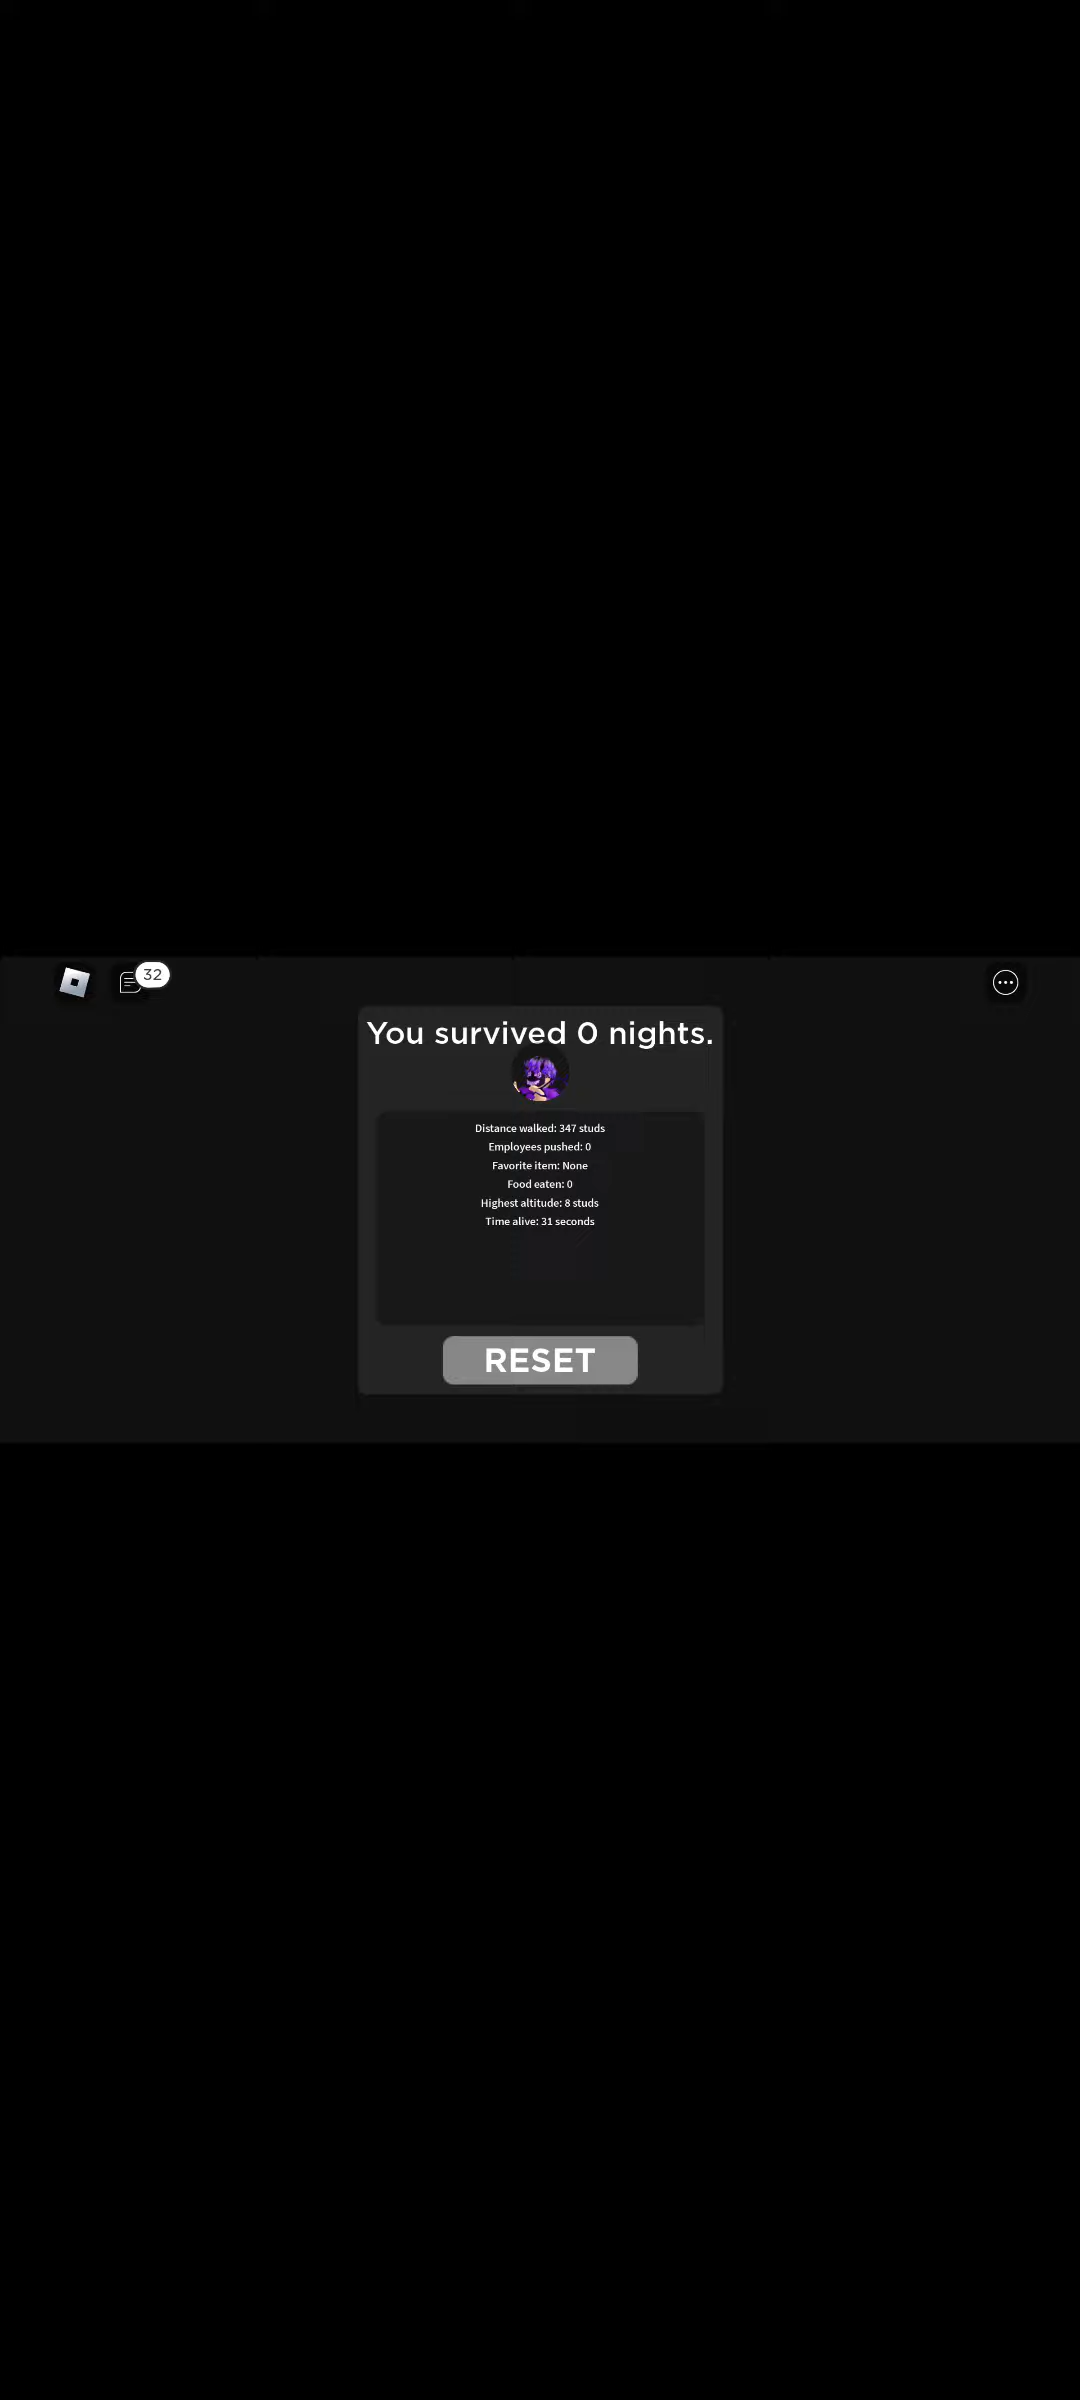 32
You survived 0 nights.
Distance walked: 347 studs
Employees pushed: 0
Favorite item: None
Food eaten: 0
Highest altitude: 8 studs
Time alive: 31 seconds
RESET